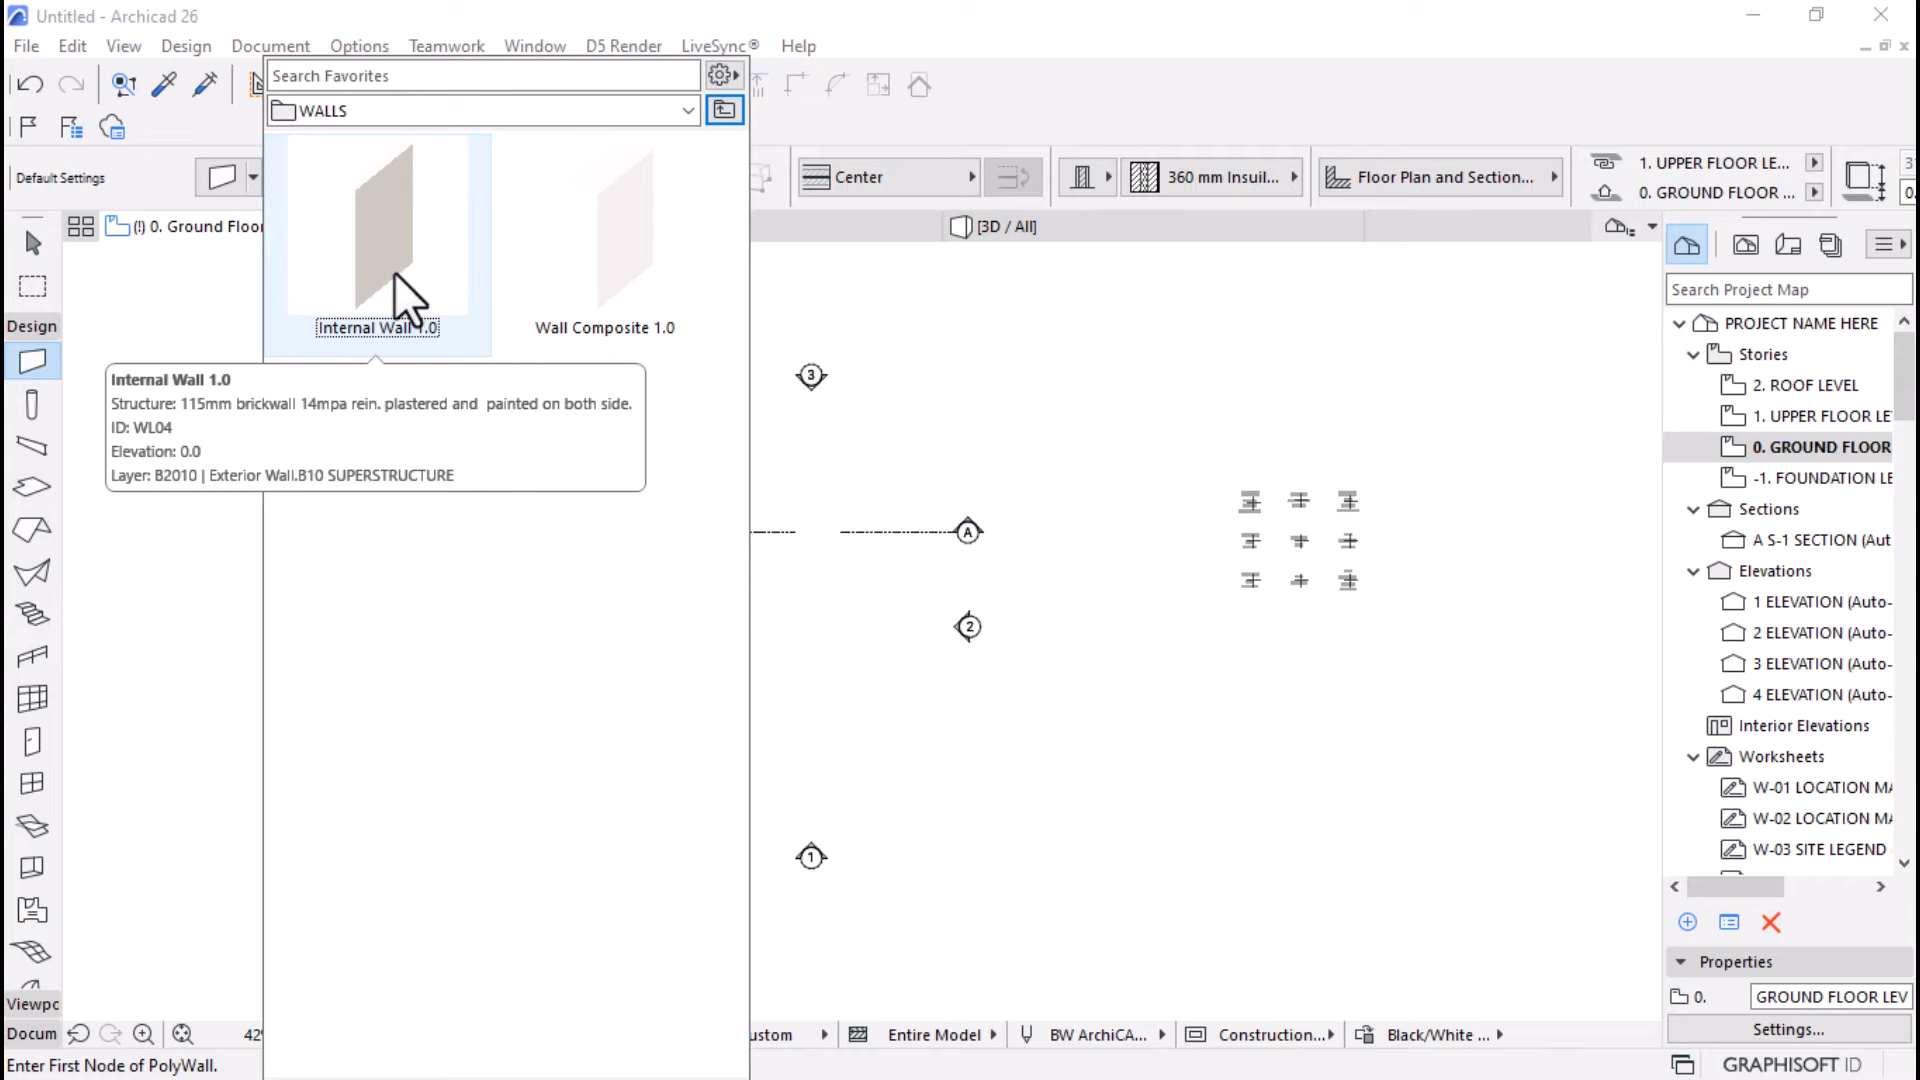 Untitled - Archicad 26
File Edit View Design Document Options Teamwork Window D5 Render LiveSync® Help
Search Favorites
WALLS
Default Settings
Center
360 mm Insuil...
Floor Plan and Section...
1. UPPER FLOOR LE...
0. GROUND FLOOR ...
(!) 0. Ground Floor
[3D / All]
Internal Wall 1.0
Wall Composite 1.0
Internal Wall 1.0
Structure: 115mm brickwall 14mpa rein. plastered and painted on both side.
ID: WL04
Elevation: 0.0
Layer: B2010 | Exterior Wall.B10 SUPERSTRUCTURE
Design
3
A
2
1
Search Project Map
PROJECT NAME HERE
Stories
2. ROOF LEVEL
1. UPPER FLOOR LE
0. GROUND FLOOR
-1. FOUNDATION LE
Sections
A S-1 SECTION (Aut
Elevations
1 ELEVATION (Auto-
2 ELEVATION (Auto-
3 ELEVATION (Auto-
4 ELEVATION (Auto-
Interior Elevations
Worksheets
W-01 LOCATION MA
W-02 LOCATION MA
W-03 SITE LEGEND
Properties
0.
GROUND FLOOR LEV
Settings...
Viewpc
Docum
42
ustom
Entire Model
BW ArchiCA...
Construction...
Black/White ...
Enter First Node of PolyWall.
GRAPHISOFT ID